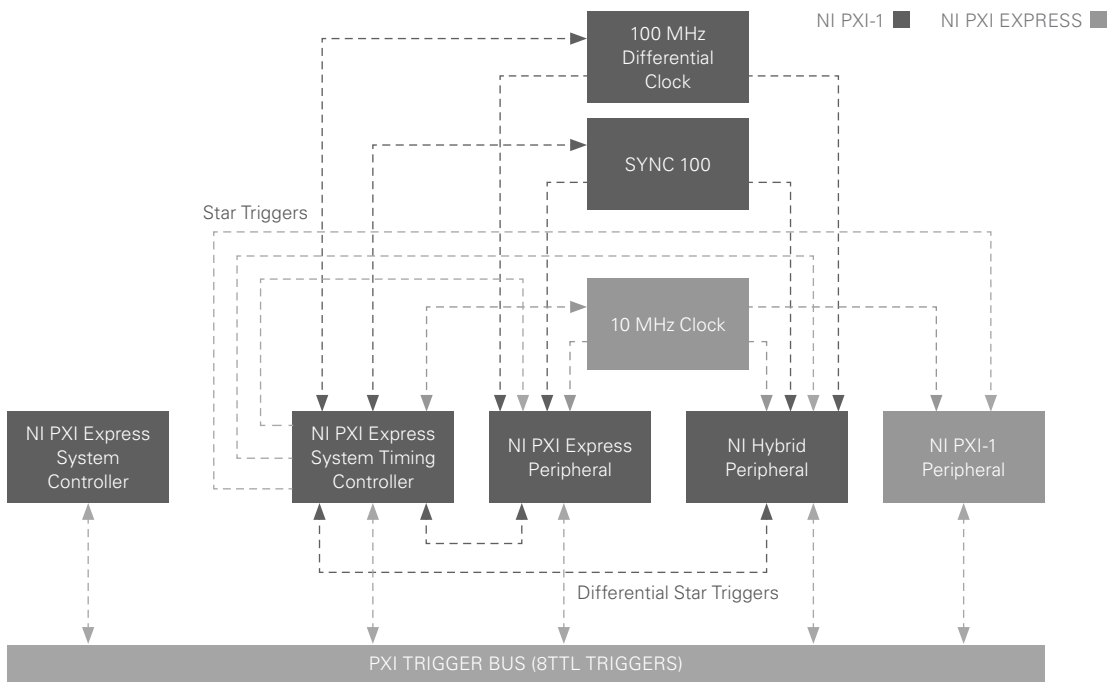 NI PXI-1
NI PXI EXPRESS
100 MHz
Differential
Clock
SYNC 100
Star Triggers
10 MHz Clock
NI PXI Express
System
Controller
NI PXI Express
System Timing
Controller
NI PXI Express
Peripheral
NI Hybrid
Peripheral
NI PXI-1
Peripheral
Differential Star Triggers
PXI TRIGGER BUS (8TTL TRIGGERS)